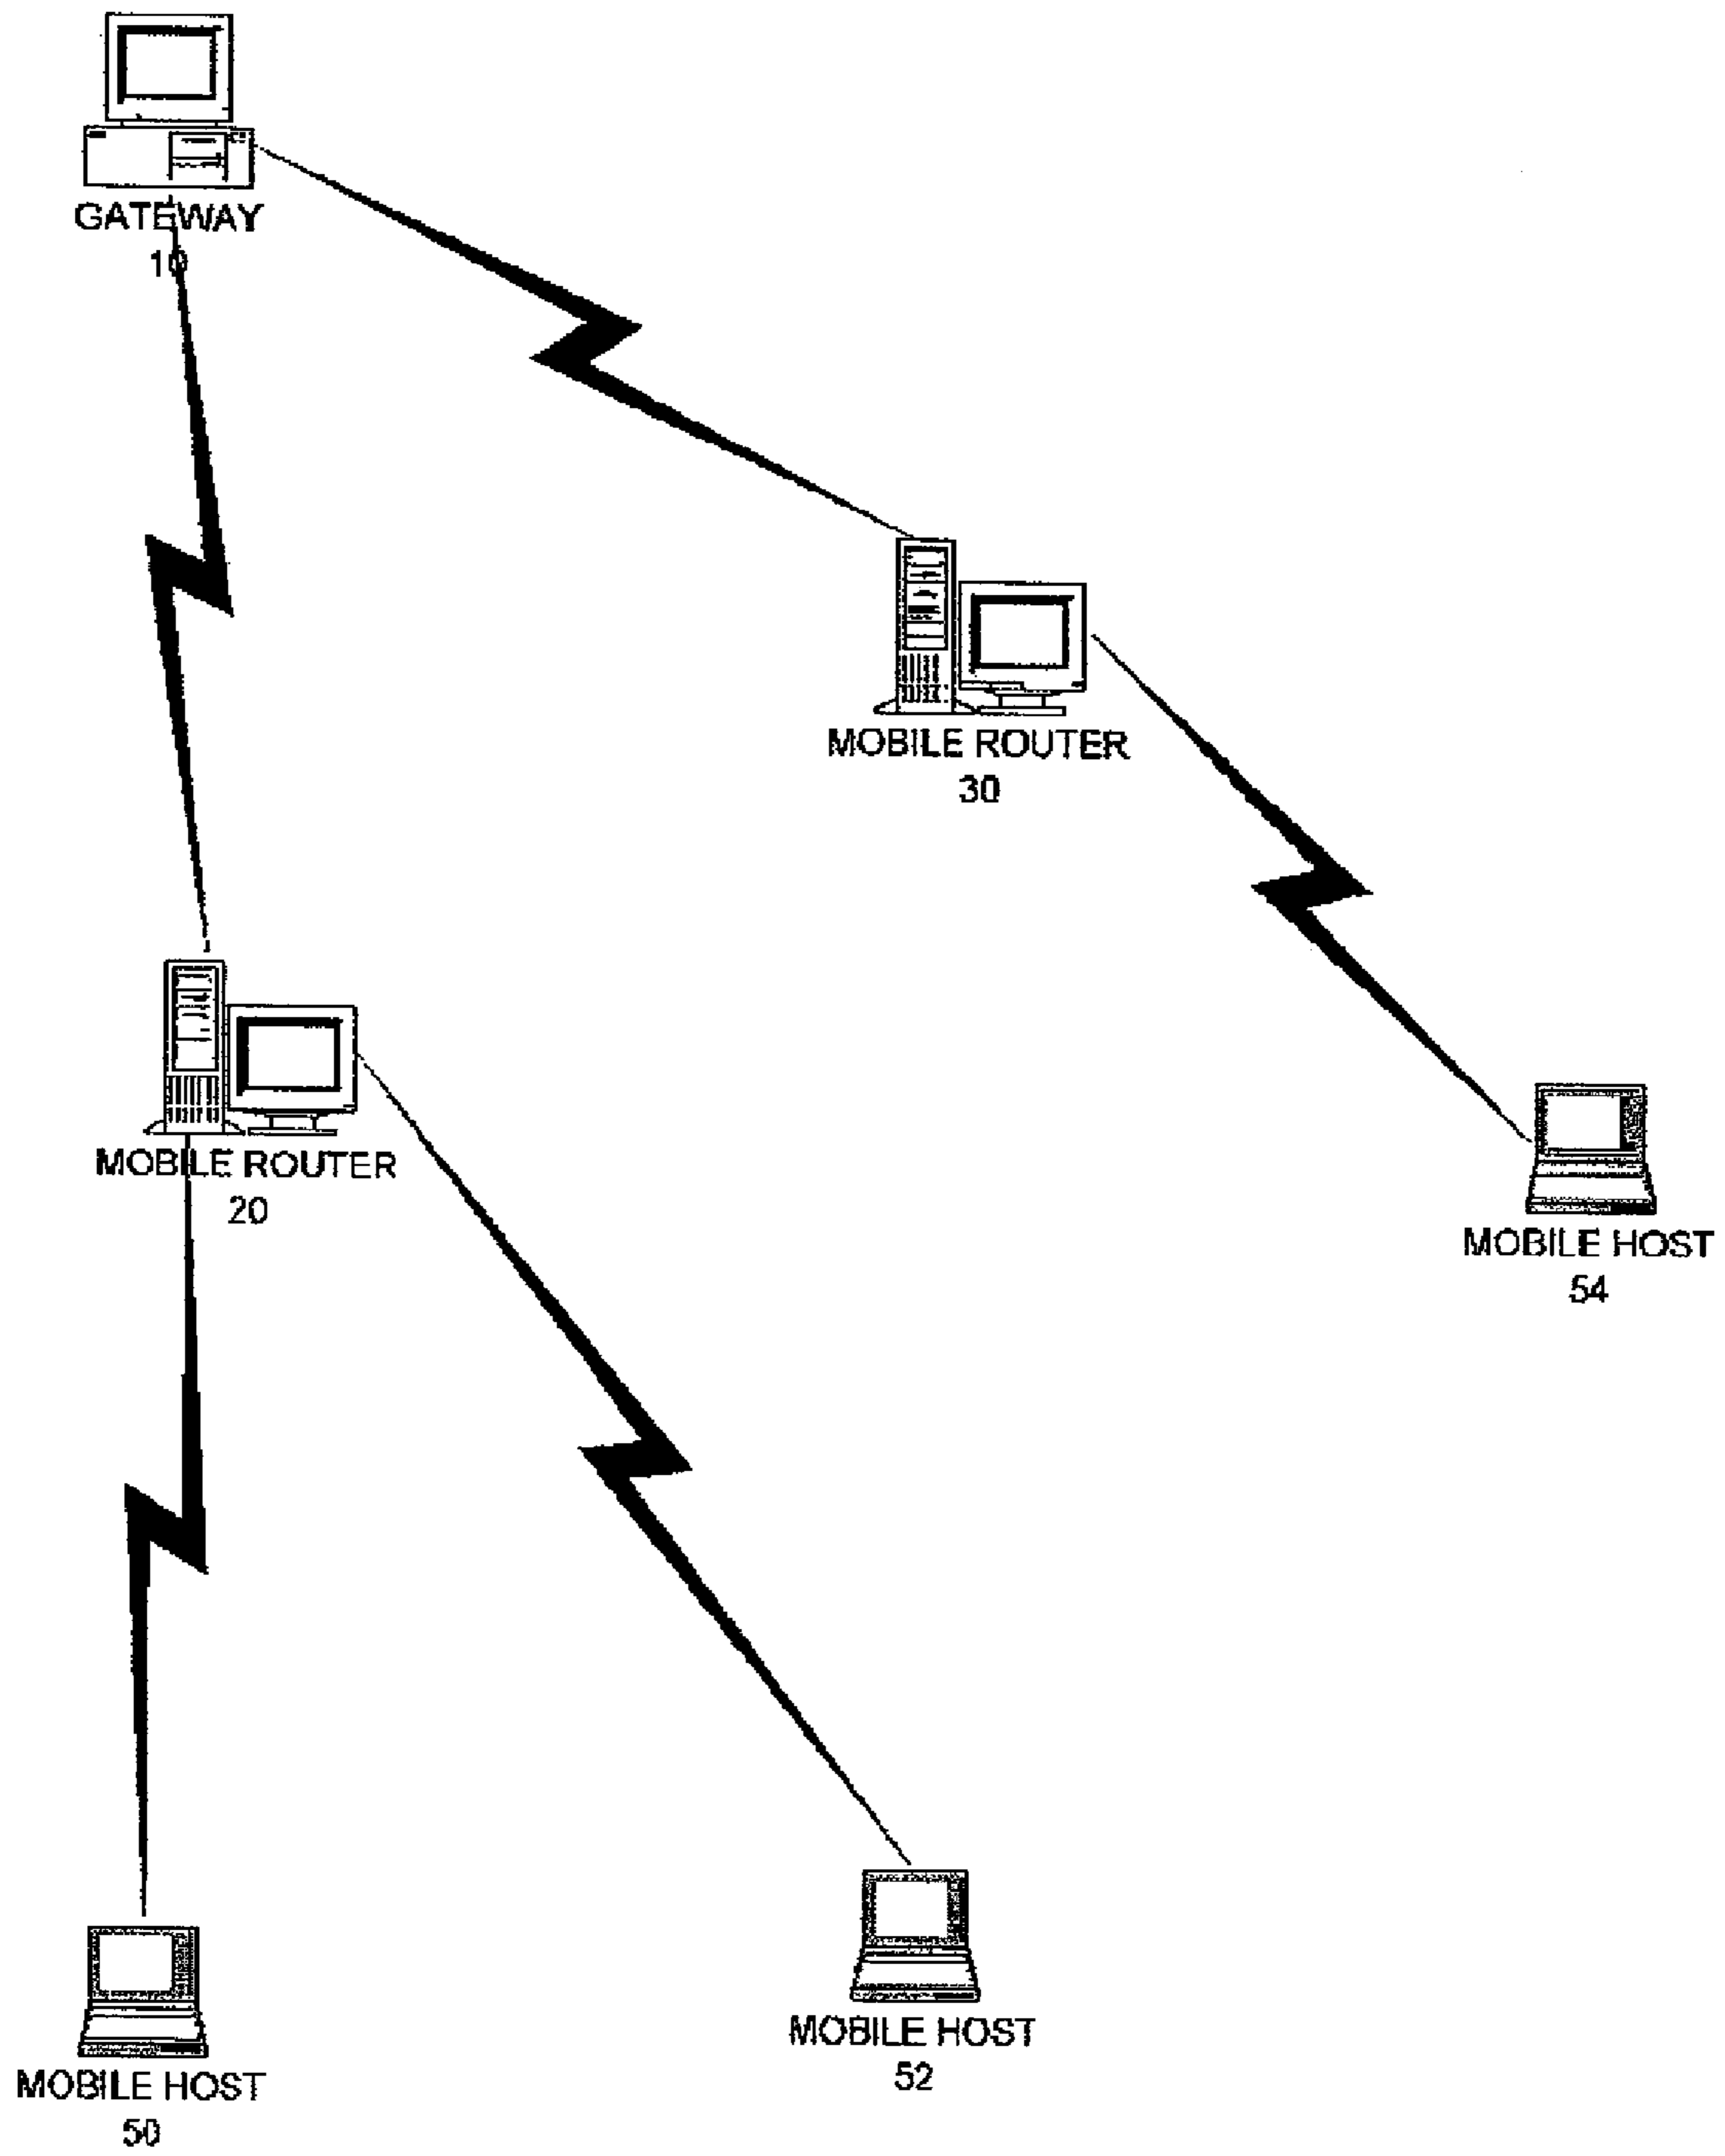 GATEWAY
10
MOBILE ROUTER
30
MOBILE ROUTER
20
MOBILE HOST
54
MOBILE HOST
52
MOBILE HOST
50